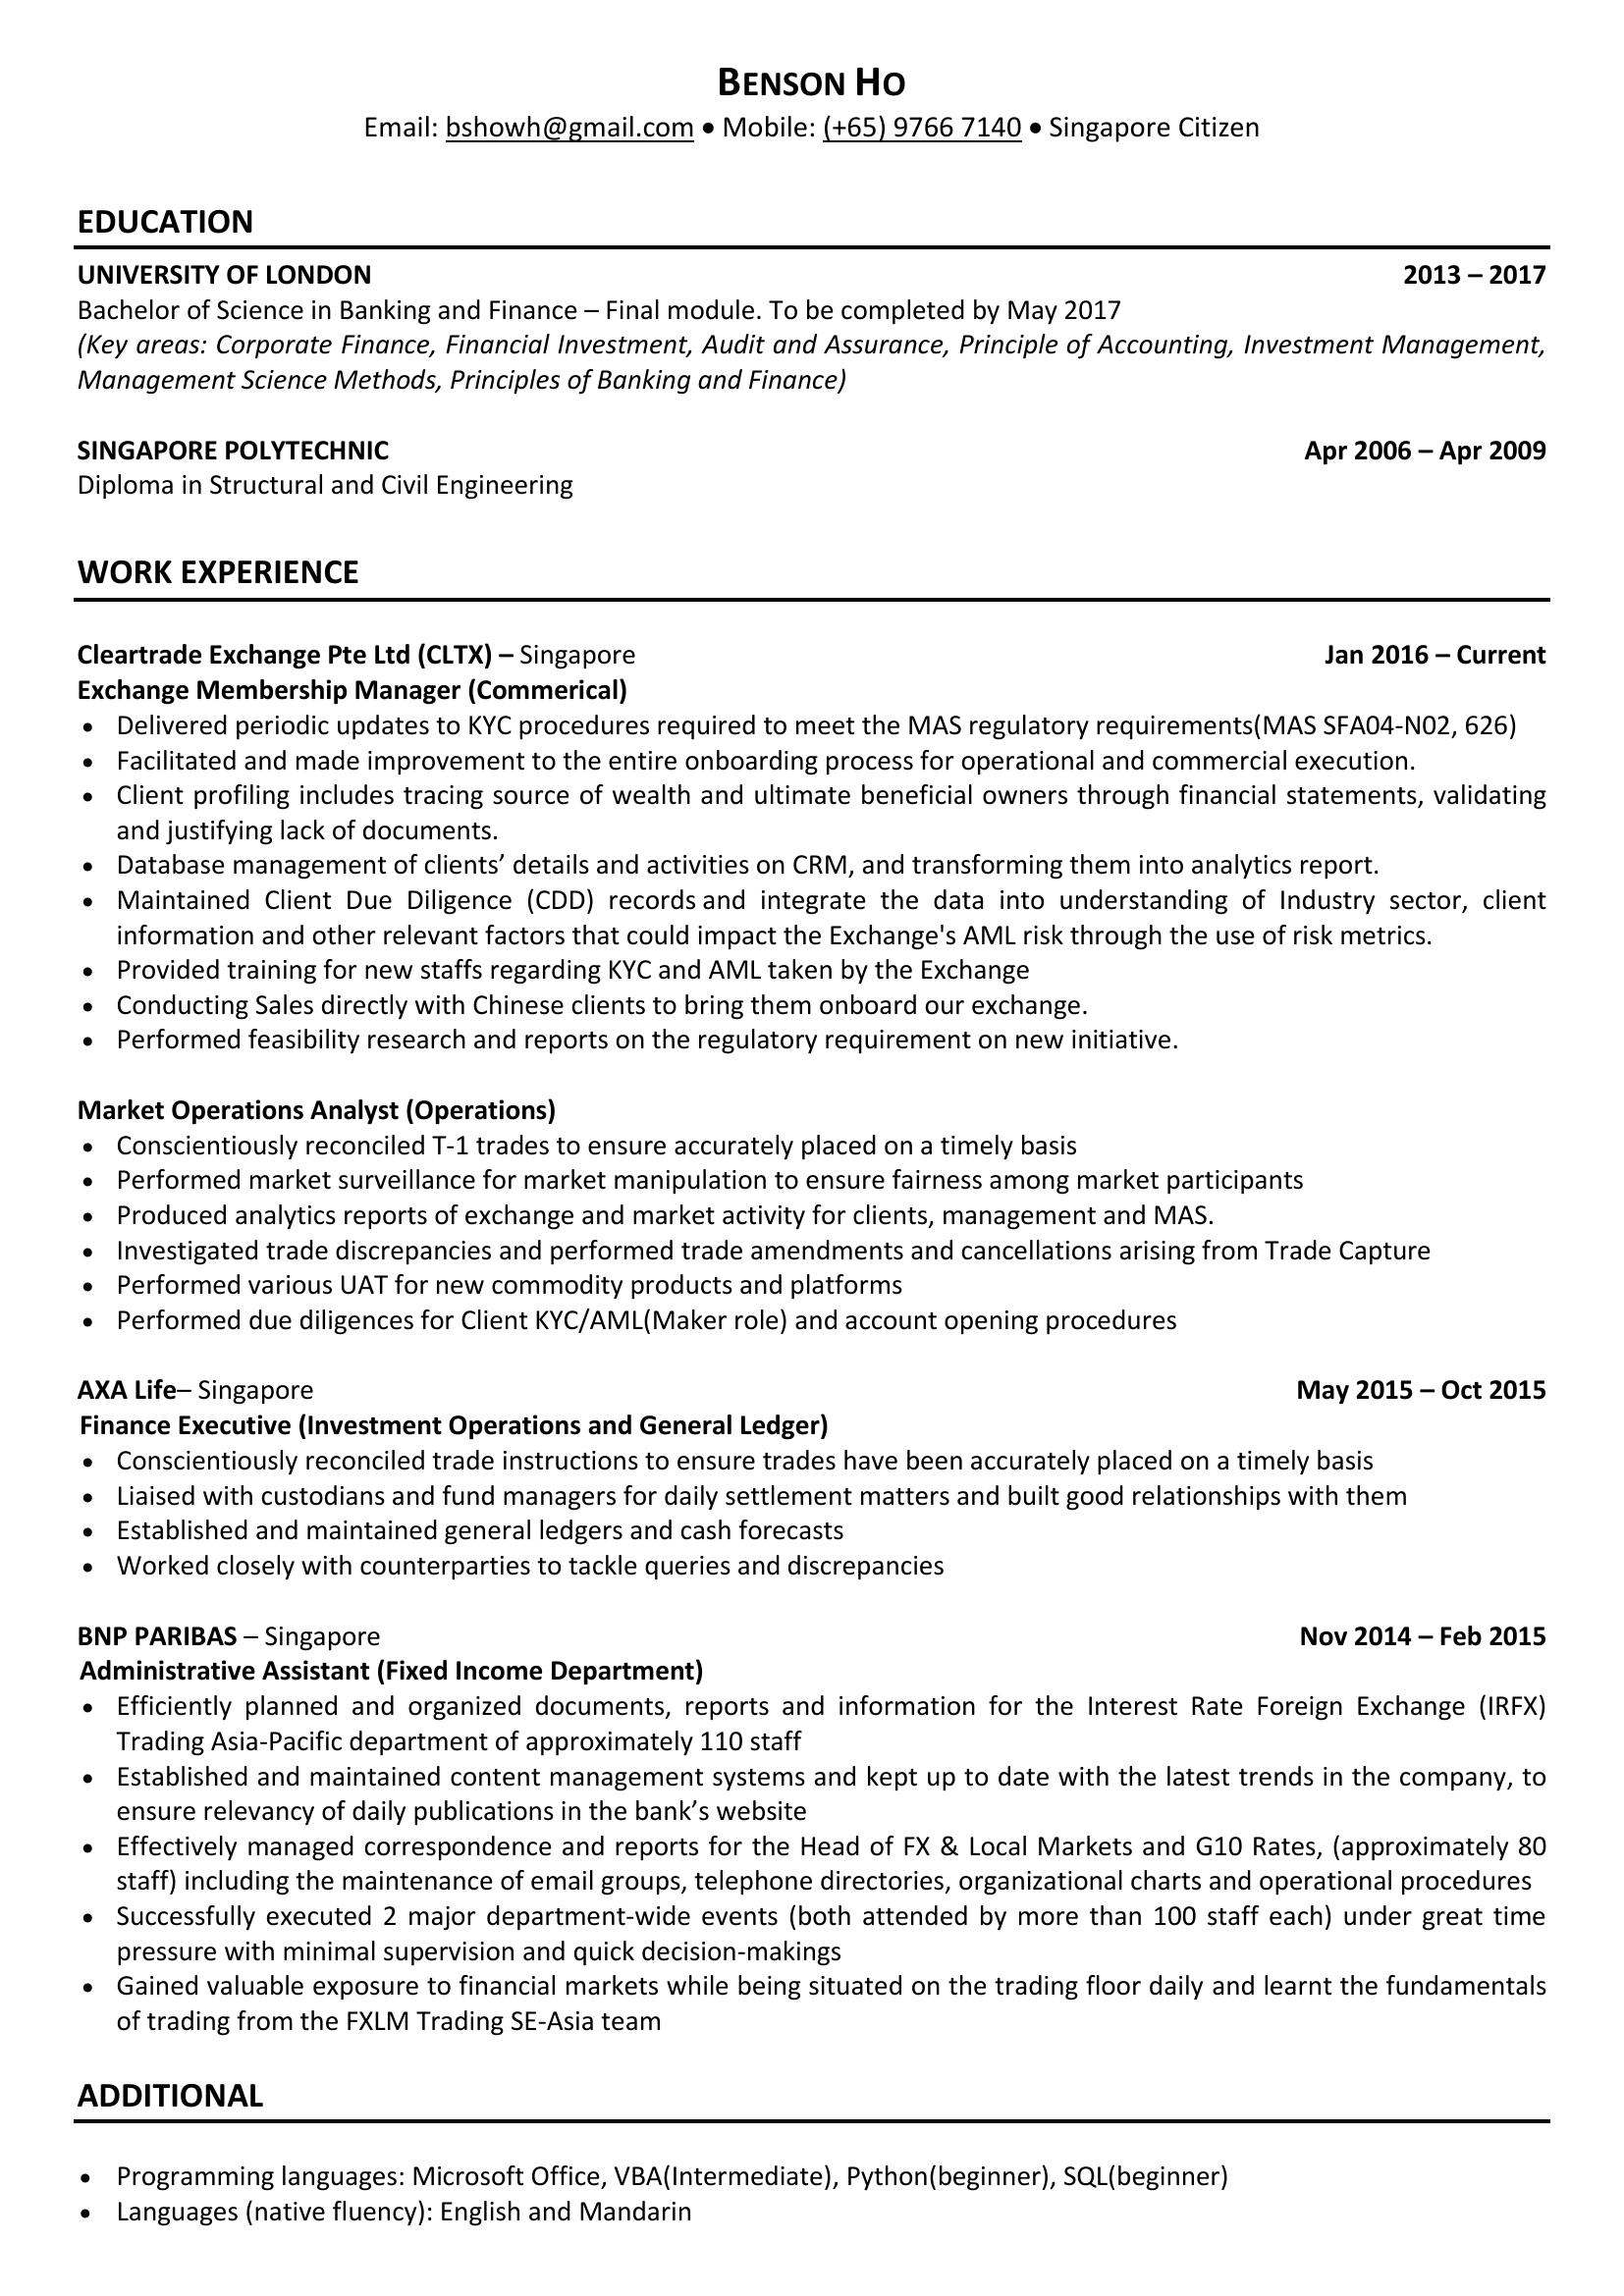 BENSON HO
Email: bshowh@gmail.com • Mobile: (+65) 9766 7140 • Singapore Citizen
EDUCATION
UNIVERSITY OF LONDON 2013 – 2017
Bachelor of Science in Banking and Finance – Final module. To be completed by May 2017
(Key areas: Corporate Finance, Financial Investment, Audit and Assurance, Principle of Accounting, Investment Management,
Management Science Methods, Principles of Banking and Finance)
SINGAPORE POLYTECHNIC Apr 2006 – Apr 2009
Diploma in Structural and Civil Engineering
WORK EXPERIENCE
Cleartrade Exchange Pte Ltd (CLTX) – Singapore Jan 2016 – Current
Exchange Membership Manager (Commerical)
• Delivered periodic updates to KYC procedures required to meet the MAS regulatory requirements(MAS SFA04-N02, 626)
• Facilitated and made improvement to the entire onboarding process for operational and commercial execution.
• Client profiling includes tracing source of wealth and ultimate beneficial owners through financial statements, validating
and justifying lack of documents.
• Database management of clients’ details and activities on CRM, and transforming them into analytics report.
• Maintained Client Due Diligence (CDD) records and integrate the data into understanding of Industry sector, client
information and other relevant factors that could impact the Exchange's AML risk through the use of risk metrics.
• Provided training for new staffs regarding KYC and AML taken by the Exchange
• Conducting Sales directly with Chinese clients to bring them onboard our exchange.
• Performed feasibility research and reports on the regulatory requirement on new initiative.
Market Operations Analyst (Operations)
• Conscientiously reconciled T-1 trades to ensure accurately placed on a timely basis
• Performed market surveillance for market manipulation to ensure fairness among market participants
• Produced analytics reports of exchange and market activity for clients, management and MAS.
• Investigated trade discrepancies and performed trade amendments and cancellations arising from Trade Capture
• Performed various UAT for new commodity products and platforms
• Performed due diligences for Client KYC/AML(Maker role) and account opening procedures
AXA Life– Singapore May 2015 – Oct 2015
Finance Executive (Investment Operations and General Ledger)
• Conscientiously reconciled trade instructions to ensure trades have been accurately placed on a timely basis
• Liaised with custodians and fund managers for daily settlement matters and built good relationships with them
• Established and maintained general ledgers and cash forecasts
• Worked closely with counterparties to tackle queries and discrepancies
BNP PARIBAS – Singapore Nov 2014 – Feb 2015
Administrative Assistant (Fixed Income Department)
• Efficiently planned and organized documents, reports and information for the Interest Rate Foreign Exchange (IRFX)
Trading Asia-Pacific department of approximately 110 staff
• Established and maintained content management systems and kept up to date with the latest trends in the company, to
ensure relevancy of daily publications in the bank’s website
• Effectively managed correspondence and reports for the Head of FX & Local Markets and G10 Rates, (approximately 80
staff) including the maintenance of email groups, telephone directories, organizational charts and operational procedures
• Successfully executed 2 major department-wide events (both attended by more than 100 staff each) under great time
pressure with minimal supervision and quick decision-makings
• Gained valuable exposure to financial markets while being situated on the trading floor daily and learnt the fundamentals
of trading from the FXLM Trading SE-Asia team
ADDITIONAL
• Programming languages: Microsoft Office, VBA(Intermediate), Python(beginner), SQL(beginner)
• Languages (native fluency): English and Mandarin